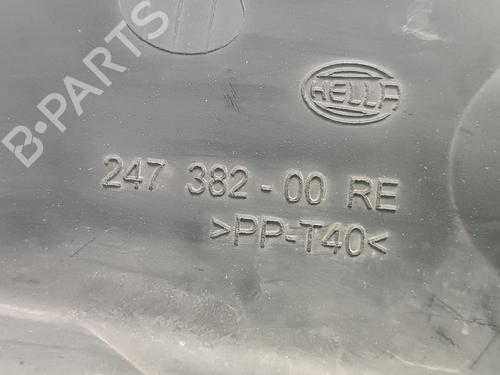 HELLA
247 382-00 RE
>PP-T40<
B-PARTS